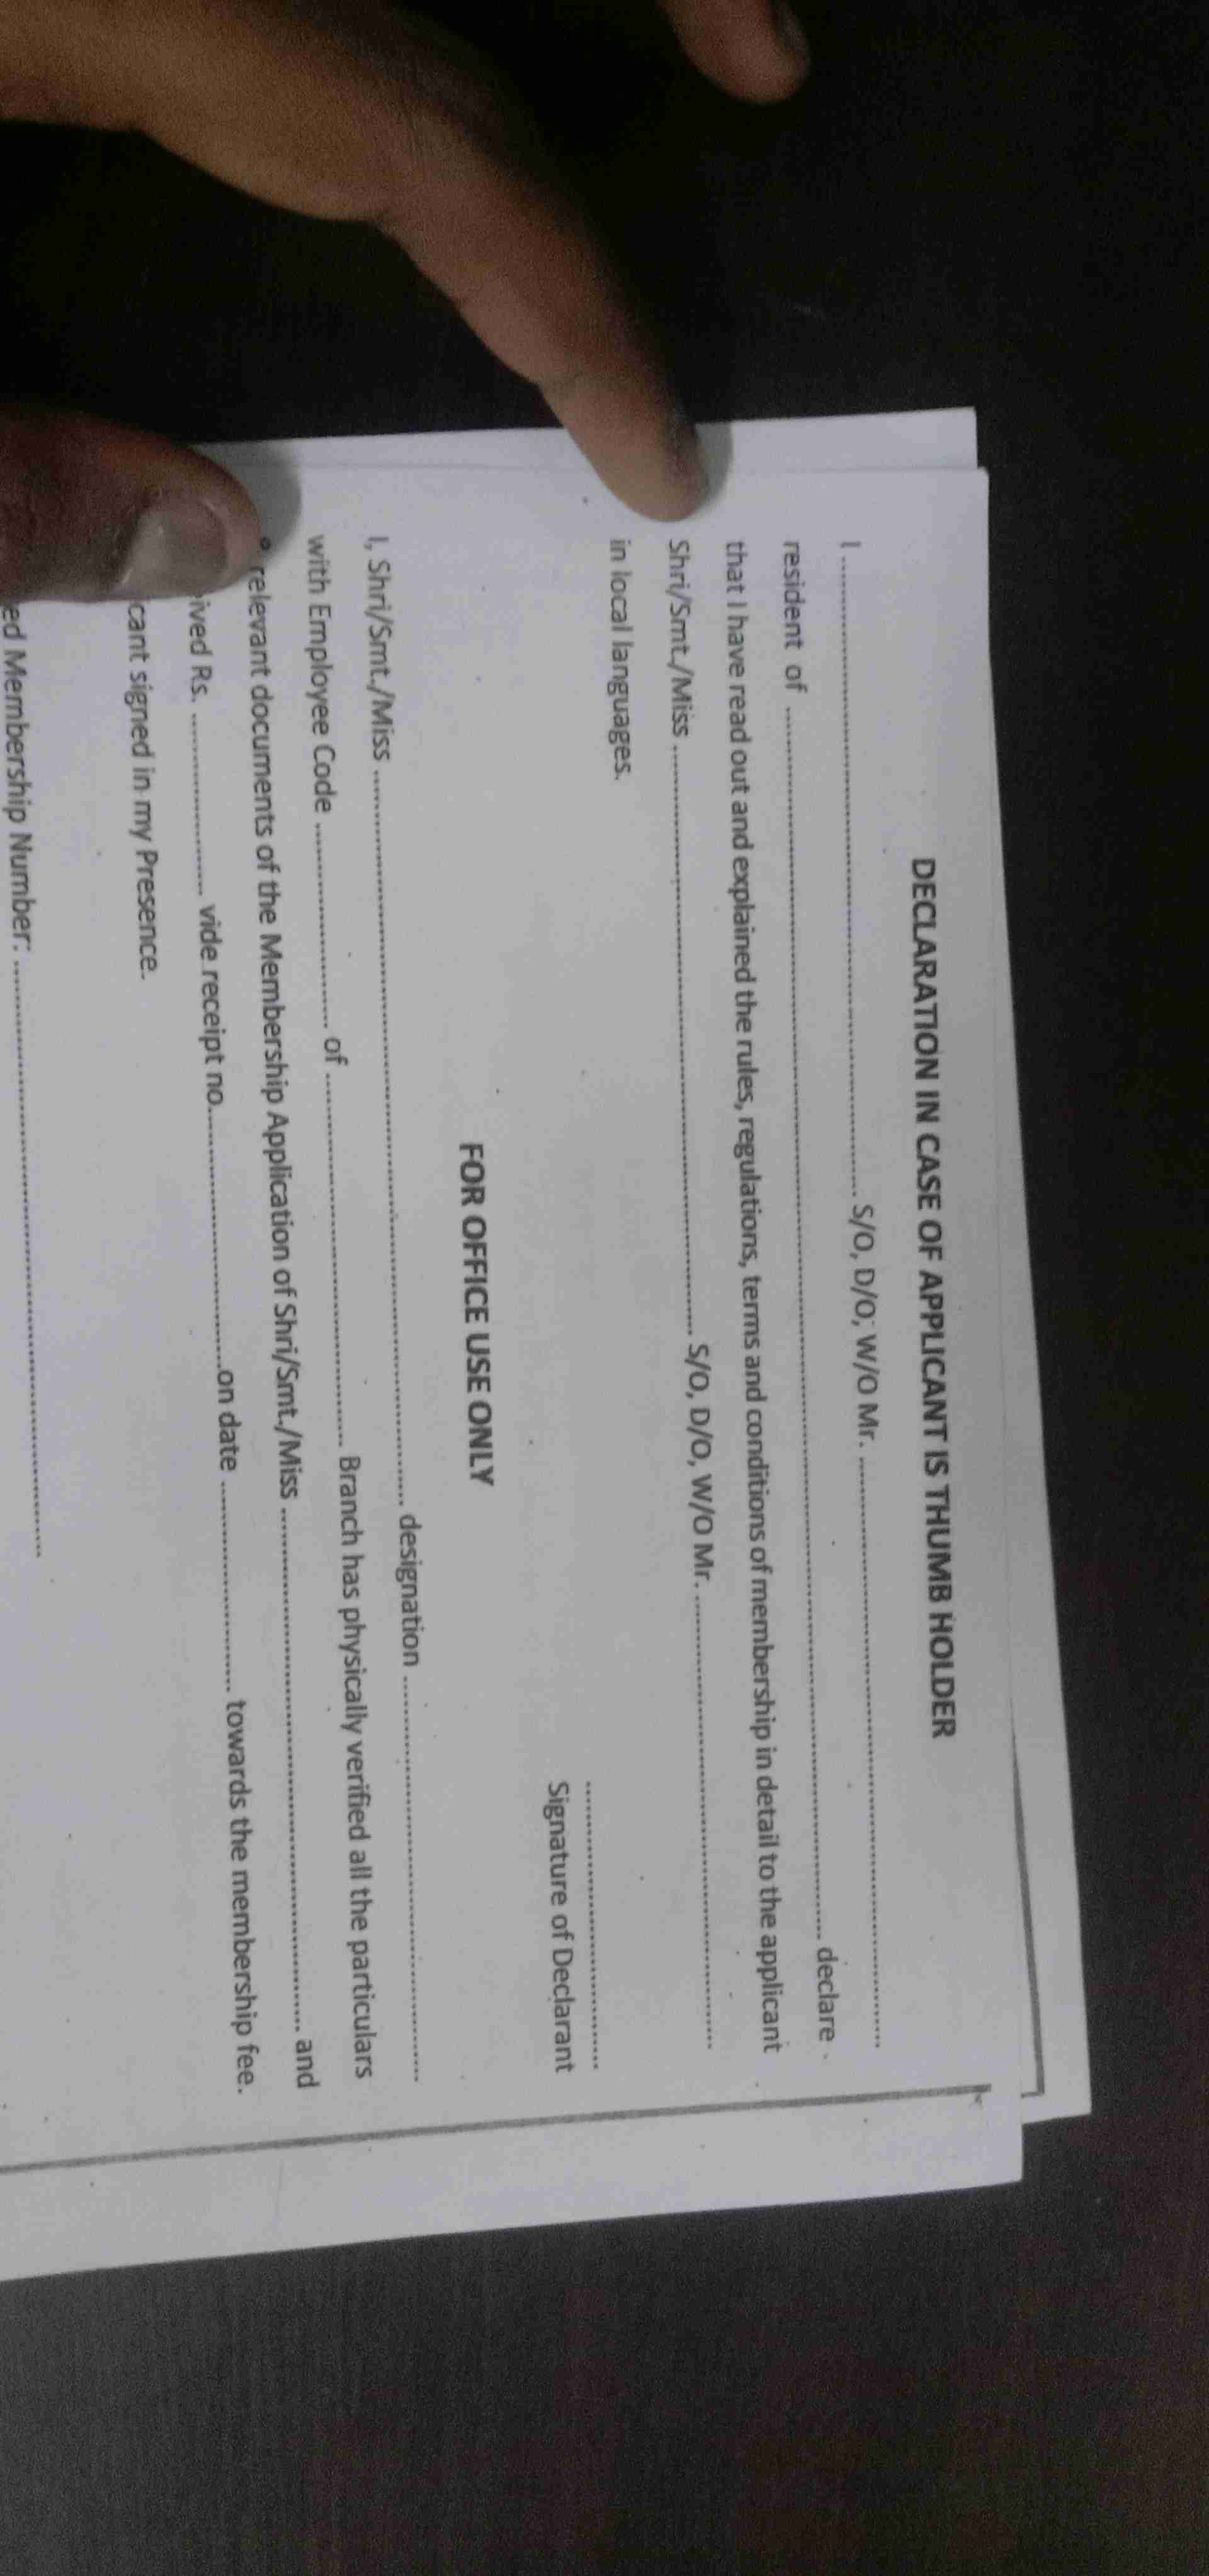 DECLARATION IN CASE OF APPLICANT IS THUMB HOLDER
I .................................................................. S/O, D/O, W/O Mr. ..................................................................
resident of .................................................................................................................. declare
that I have read out and explained the rules, regulations, terms and conditions of membership in detail to the applicant
Shri/Smt./Miss .................................................................. S/O, D/O, W/O Mr. ..................................................
in local languages.
..................................
Signature of Declarant
FOR OFFICE USE ONLY
I, Shri/Smt./Miss .................................................................................. designation ..................................................
with Employee Code ........................ of .......................................... Branch has physically verified all the particulars
relevant documents of the Membership Application of Shri/Smt./Miss .......................................................... and
ived Rs. ...................... vide receipt no................................on date .......................... towards the membership fee.
cant signed in my Presence.
ed Membership Number: ......................................................................